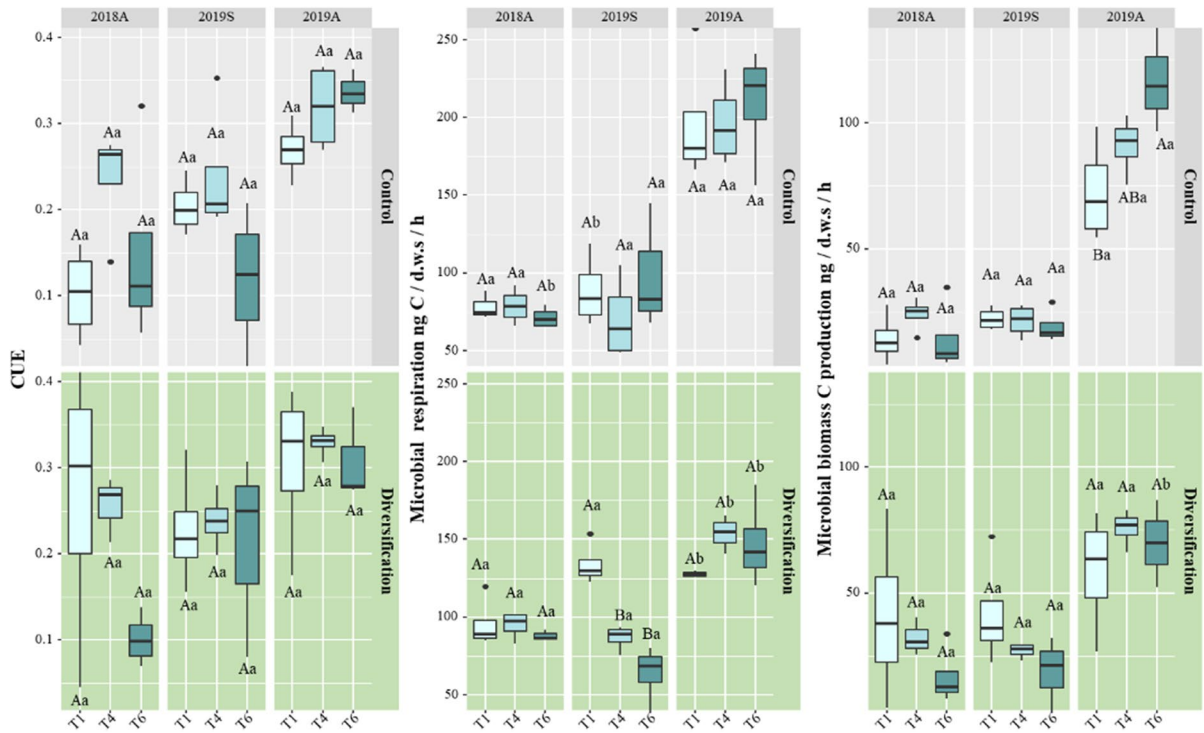 2018A 2019S 2019A
0.4
0.3
0.2
0.1
Aa Aa Aa
Aa Aa Aa
Aa Aa Aa
Control
CUE
0.4
0.3
0.2
0.1
Aa Aa Aa
Aa Aa Aa
Aa Aa Aa
Diversification
T1 T4 T6 T1 T4 T6 T1 T4 T6
2018A 2019S 2019A
250
200
150
100
50
Aa Aa Ab
Ab Aa Aa
Aa Aa Aa
Control
Microbial respiration ng C / d.w.s / h
250
200
150
100
50
Aa Aa Aa
Aa Ba Ba
Ab Ab Ab
Diversification
T1 T4 T6 T1 T4 T6 T1 T4 T6
2018A 2019S 2019A
100
50
Aa Aa Aa
Aa Aa Aa
Ba ABa Aa
Control
Microbial biomass C production ng / d.w.s / h
100
50
Aa Aa Aa
Aa Aa Aa
Aa Aa Ab
Diversification
T1 T4 T6 T1 T4 T6 T1 T4 T6